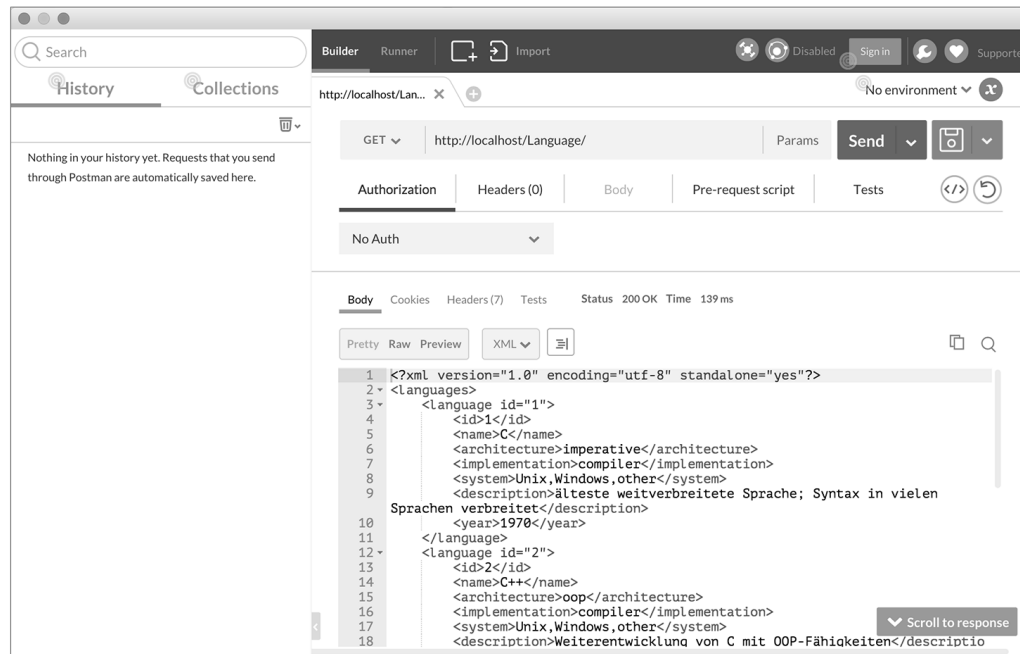 Search
History
Collections
Nothing in your history yet. Requests that you send
through Postman are automatically saved here.
Builder
Runner
Import
Disabled
Sign in
Supporte
http://localhost/Lan...
No environment
GET
http://localhost/Language/
Params
Send
Authorization
Headers (0)
Body
Pre-request script
Tests
No Auth
Body
Cookies
Headers (7)
Tests
Status 200 OK Time 139 ms
Pretty Raw Preview
XML
1 <?xml version="1.0" encoding="utf-8" standalone="yes"?>
2 <languages>
3 <language id="1">
4 <id>1</id>
5 <name>C</name>
6 <architecture>imperative</architecture>
7 <implementation>compiler</implementation>
8 <system>Unix,Windows,other</system>
9 <description>älteste weitverbreitete Sprache; Syntax in vielen
Sprachen verbreitet</description>
10 <year>1970</year>
11 </language>
12 <language id="2">
13 <id>2</id>
14 <name>C++</name>
15 <architecture>oop</architecture>
16 <implementation>compiler</implementation>
17 <system>Unix,Windows,other</system>
18 <description>Weiterentwicklung von C mit OOP-Fähigkeiten</descriptio
Scroll to response